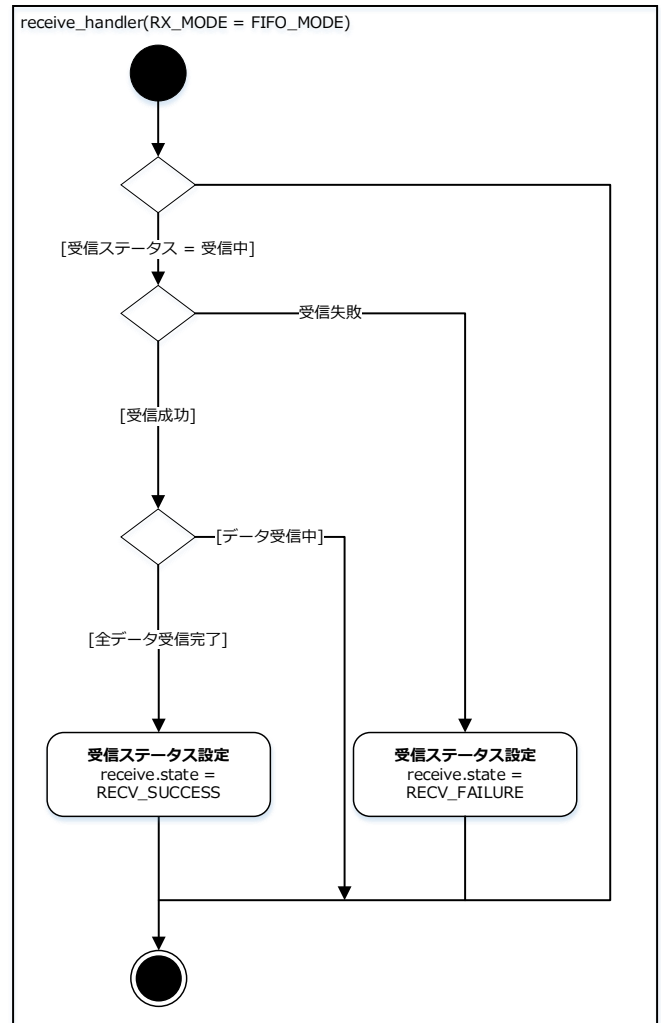 receive_handler(RX_MODE = FIFO_MODE)
[受信ステータス = 受信中]
受信失敗
[受信成功]
[データ受信中]
[全データ受信完了]
受信ステータス設定
receive.state =
RECV_SUCCESS
受信ステータス設定
receive.state =
RECV_FAILURE